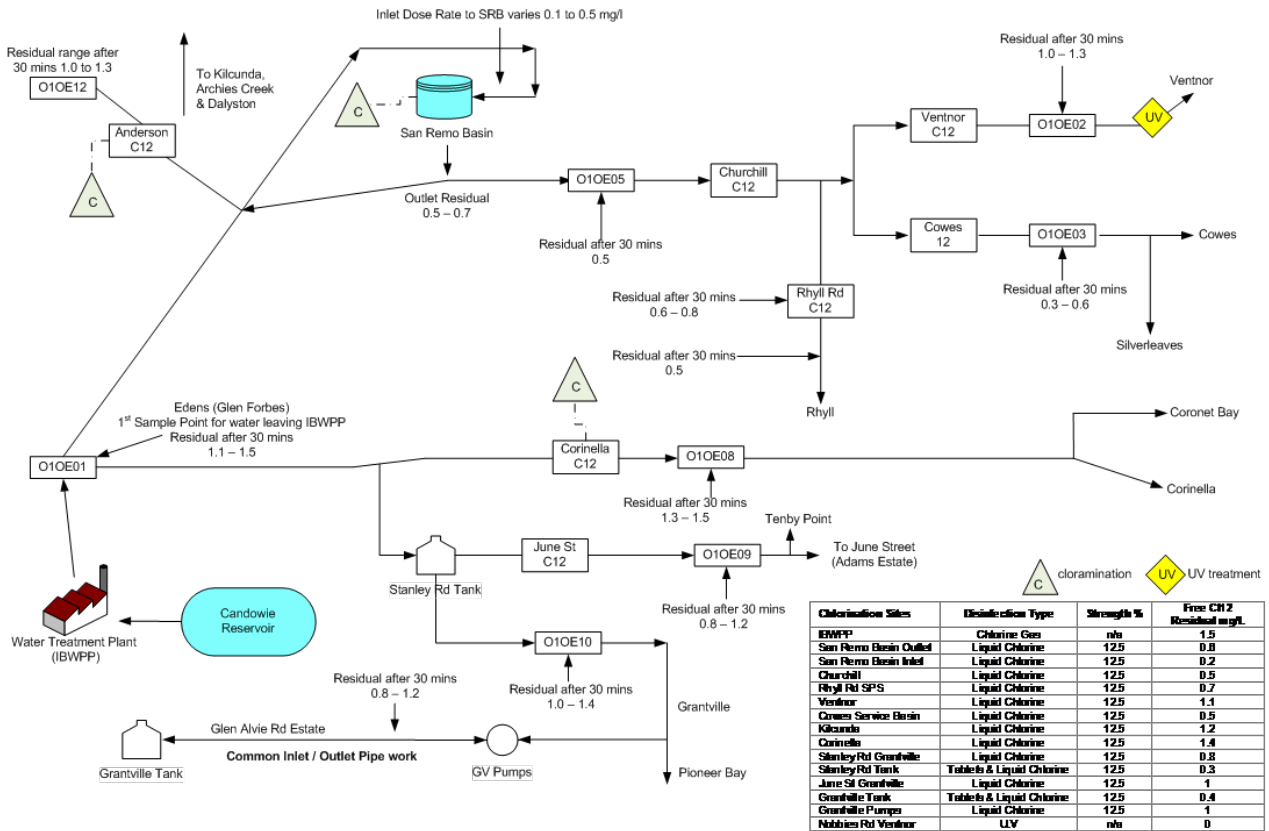 Inlet Dose Rate to SRB varies 0.1 to 0.5 mg/l
Residual range after
30 mins 1.0 to 1.3
O1OE12
To Kilcunda,
Archies Creek
& Dalyston
Anderson
C12
C
C
San Remo Basin
Outlet Residual
0.5 – 0.7
O1OE05
Residual after 30 mins
0.5
Churchill
C12
Ventnor
C12
Residual after 30 mins
1.0 – 1.3
O1OE02
UV
Ventnor
Cowes
12
O1OE03
Cowes
Residual after 30 mins
0.3 – 0.6
Silverleaves
Residual after 30 mins
0.6 – 0.8
Rhyll Rd
C12
Residual after 30 mins
0.5
Rhyll
Edens (Glen Forbes)
1st Sample Point for water leaving IBWPP
Residual after 30 mins
1.1 – 1.5
O1OE01
C
Corinella
C12
O1OE08
Residual after 30 mins
1.3 – 1.5
Coronet Bay
Corinella
Stanley Rd Tank
June St
C12
O1OE09
Tenby Point
To June Street
(Adams Estate)
Residual after 30 mins
0.8 – 1.2
Candowie
Reservoir
Water Treatment Plant
(IBWPP)
O1OE10
Residual after 30 mins
1.0 – 1.4
Residual after 30 mins
0.8 – 1.2
Grantville
Glen Alvie Rd Estate
Common Inlet / Outlet Pipe work
Grantville Tank
GV Pumps
Pioneer Bay
C cloramination UV UV treatment
Chlorination Sites Disinfection Type Strength % Free Cl12 Residual mg/L
IBWPP Chlorine Gas n/a 1.5
San Remo Basin Outlet Liquid Chlorine 12.5 0.8
San Remo Basin Inlet Liquid Chlorine 12.5 0.2
Churchill Liquid Chlorine 12.5 0.5
Rhyll Rd SPS Liquid Chlorine 12.5 0.7
Ventnor Liquid Chlorine 12.5 1.1
Cowes Service Basin Liquid Chlorine 12.5 0.5
Kilcunda Liquid Chlorine 12.5 1.2
Corinella Liquid Chlorine 12.5 1.4
Stanley Rd Grantville Liquid Chlorine 12.5 0.8
Stanley Rd Tank Tablets & Liquid Chlorine 12.5 0.3
June St Grantville Liquid Chlorine 12.5 1
Grantville Tank Tablets & Liquid Chlorine 12.5 0.4
Grantville Pumps Liquid Chlorine 12.5 1
Nobbies Rd Ventnor U.V n/a 0